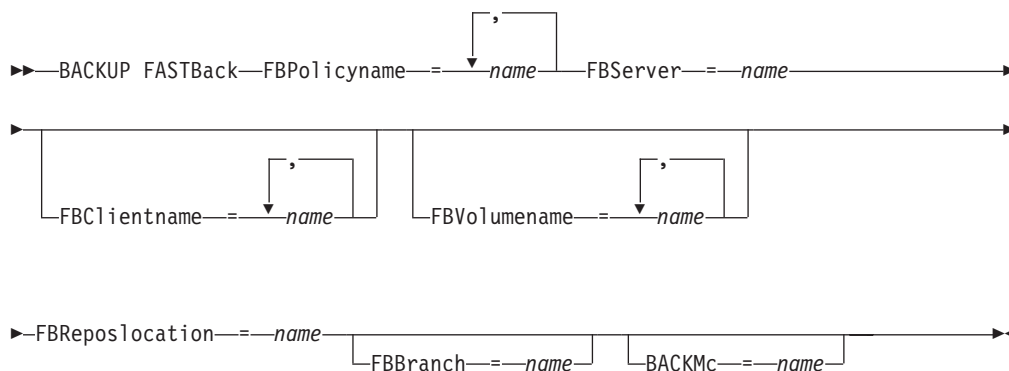 ,
BACKUP FASTBack FBPolicyname = name FBServer = name
, ,
FBClientname = name FBVolumename = name
FBReposlocation = name
FBBranch = name BACKMc = name